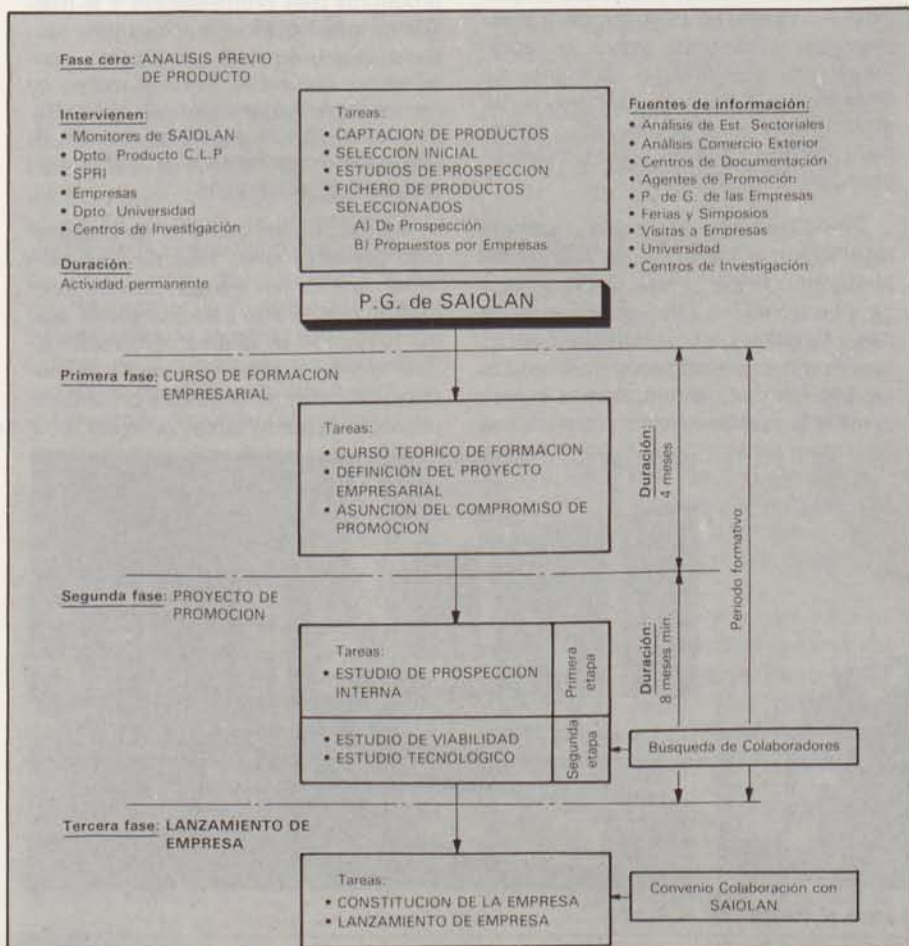 Fase cero: ANALISIS PREVIO
DE PRODUCTO
Intervienen:
• Monitores de SAIOLAN
• Dpto. Producto C.L.P
• SPRI
• Empresas
• Dpto. Universidad
• Centros de Investigación
Duración:
Actividad permanente
Tareas:
• CAPTACION DE PRODUCTOS
• SELECCION INICIAL
• ESTUDIOS DE PROSPECCION
• FICHERO DE PRODUCTOS
SELECCIONADOS
A) De Prospección
B) Propuestos por Empresas
Fuentes de información:
• Análisis de Est. Sectoriales
• Análisis Comercio Exterior
• Centros de Documentación
• Agentes de Promoción
• P. de G. de las Empresas
• Ferias y Simposios
• Visitas a Empresas
• Universidad
• Centros de Investigación
P.G. de SAIOLAN
Primera fase: CURSO DE FORMACION
EMPRESARIAL
Tareas:
• CURSO TEORICO DE FORMACION
• DEFINICION DEL PROYECTO
EMPRESARIAL
• ASUNCION DEL COMPROMISO DE
PROMOCION
Duración:
4 meses
Periodo formativo
Segunda fase: PROYECTO DE
PROMOCION
Tareas:
• ESTUDIO DE PROSPECCION
INTERNA
Primera
etapa
• ESTUDIO DE VIABILIDAD
• ESTUDIO TECNOLOGICO
Segunda
etapa
Duración:
8 meses min.
Búsqueda de Colaboradores
Tercera fase: LANZAMIENTO DE
EMPRESA
Tareas:
• CONSTITUCION DE LA EMPRESA
• LANZAMIENTO DE EMPRESA
Convenio Colaboración con
SAIOLAN